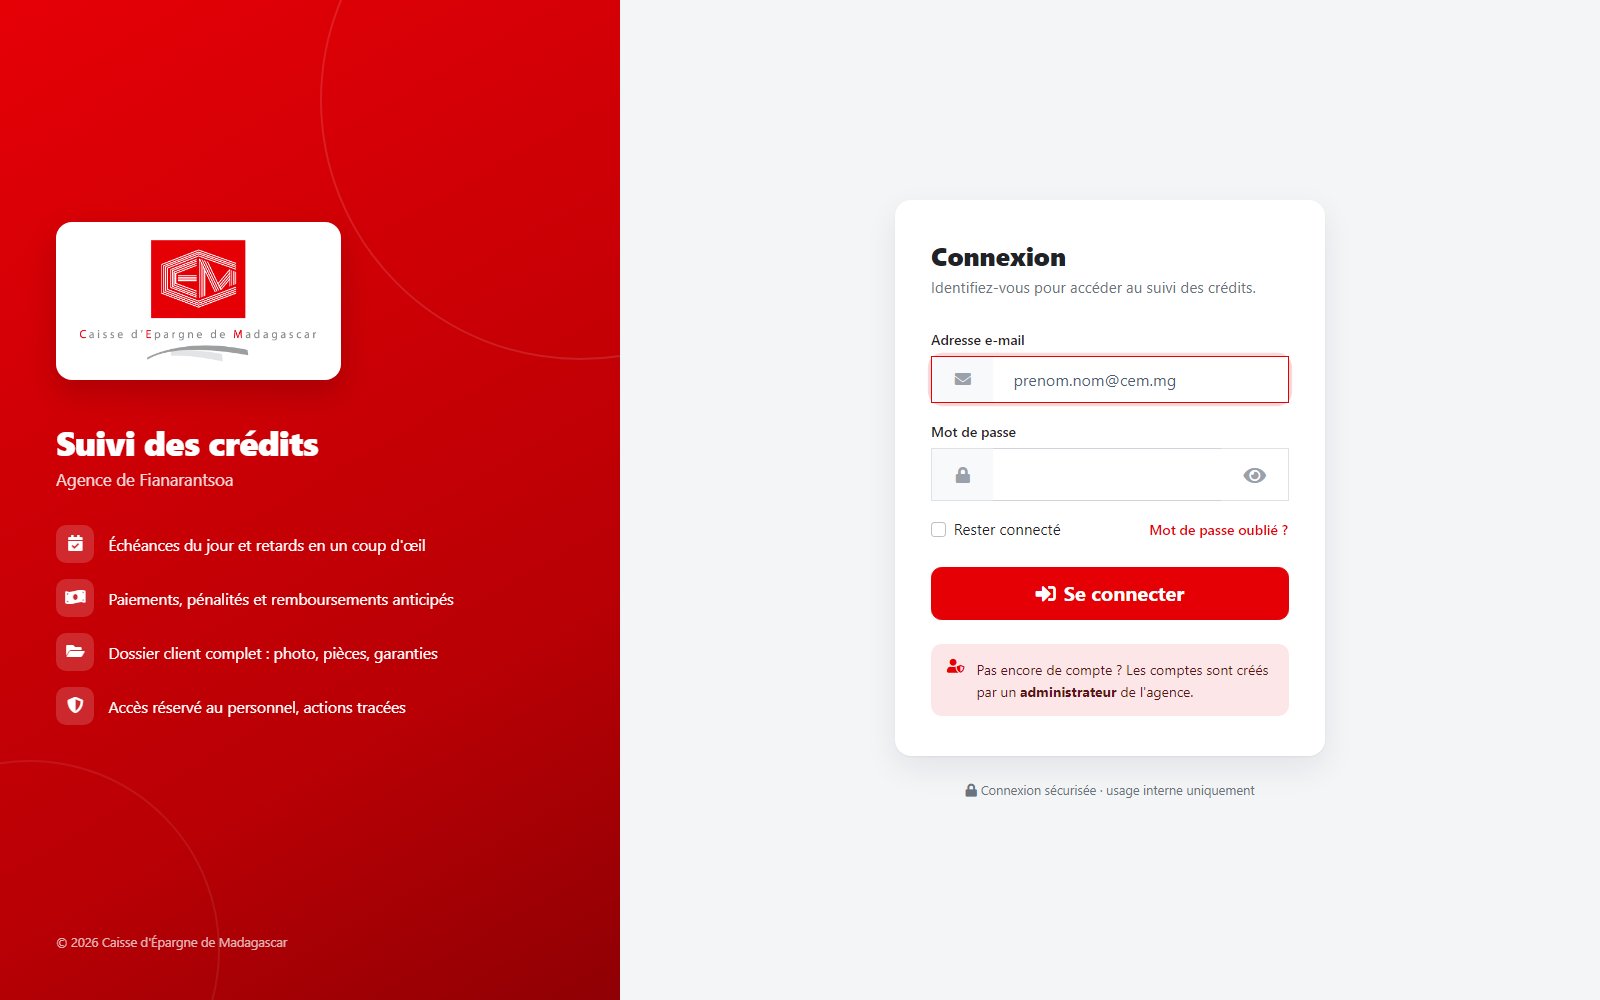 CEM
Caisse d'Epargne de Madagascar
Suivi des crédits
Agence de Fianarantsoa
Échéances du jour et retards en un coup d'œil
Paiements, pénalités et remboursements anticipés
Dossier client complet : photo, pièces, garanties
Accès réservé au personnel, actions tracées
© 2026 Caisse d'Épargne de Madagascar
Connexion
Identifiez-vous pour accéder au suivi des crédits.
Adresse e-mail
prenom.nom@cem.mg
Mot de passe
Rester connecté
Mot de passe oublié ?
Se connecter
Pas encore de compte ? Les comptes sont créés
par un administrateur de l'agence.
Connexion sécurisée · usage interne uniquement